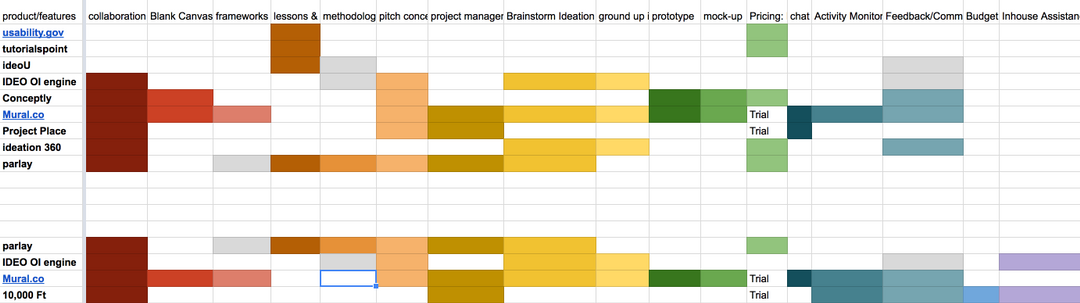 product/features collaboration Blank Canvas frameworks lessons & methodolog pitch conc project manager Brainstorm Ideation ground up i prototype mock-up Pricing: chat Activity Monitor Feedback/Comm Budget Inhouse Assistan
usability.gov
tutorialspoint
ideoU
IDEO OI engine
Conceptly
Mural.co Trial
Project Place Trial
ideation 360
parlay
parlay
IDEO OI engine
Mural.co Trial
10,000 Ft Trial